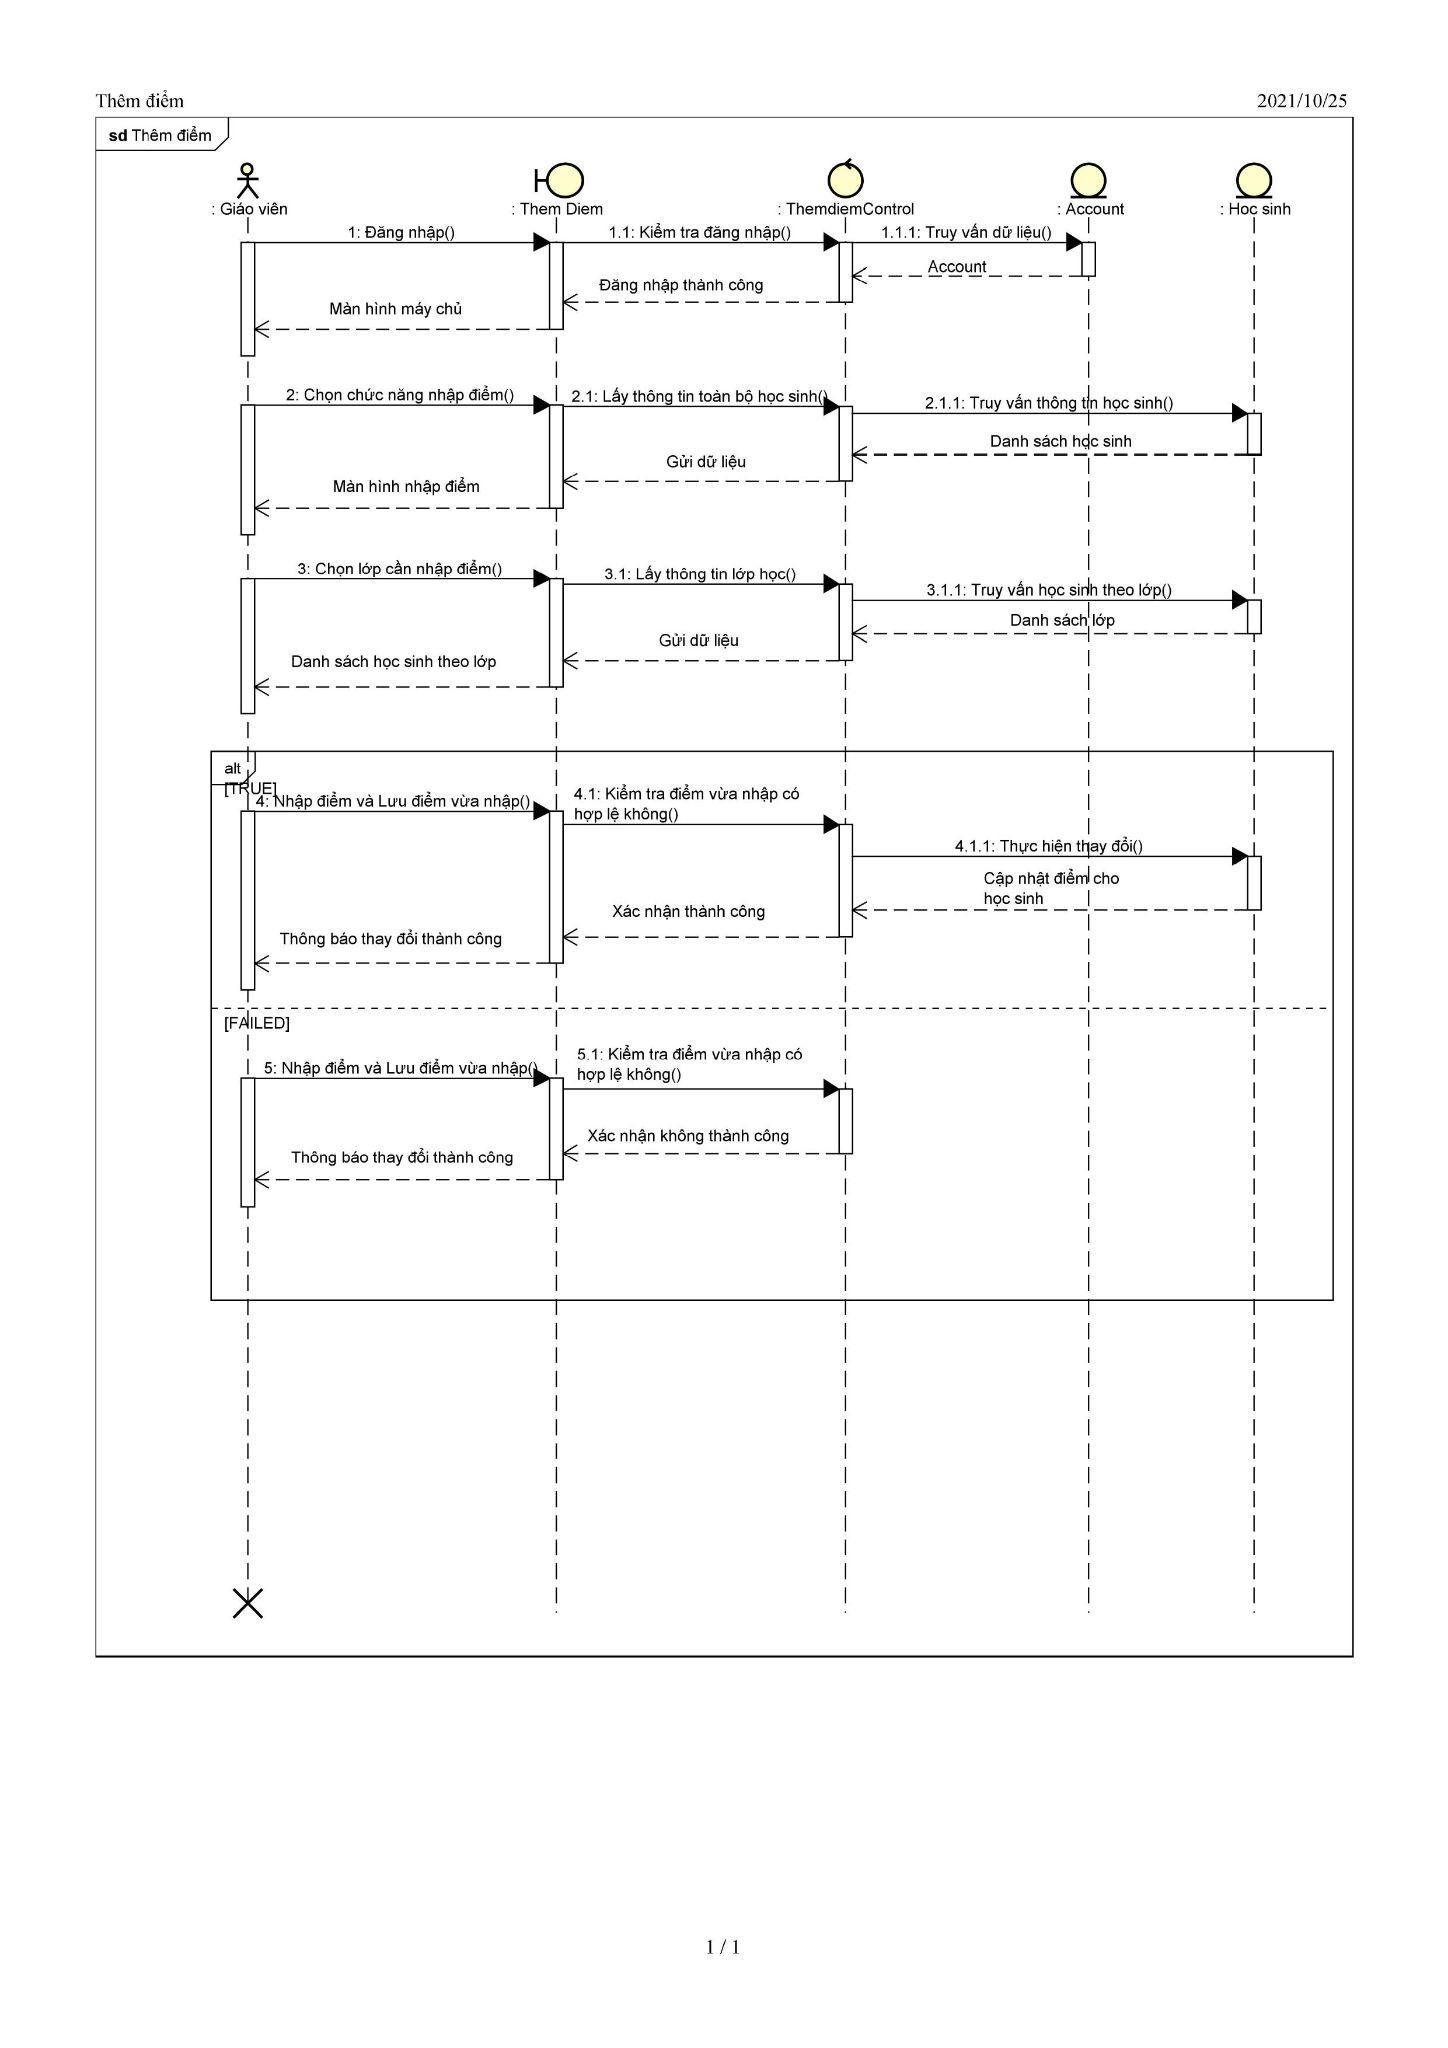 Thêm điểm 2021/10/25
sd Thêm điểm
: Giáo viên : Them Diem : ThemdiemControl : Account : Hoc sinh
1: Đăng nhập() 1.1: Kiểm tra đăng nhập() 1.1.1: Truy vấn dữ liệu()
Account
Đăng nhập thành công
Màn hình máy chủ
2: Chọn chức năng nhập điểm() 2.1: Lấy thông tin toàn bộ học sinh() 2.1.1: Truy vấn thông tin học sinh()
Danh sách học sinh
Gửi dữ liệu
Màn hình nhập điểm
3: Chọn lớp cần nhập điểm() 3.1: Lấy thông tin lớp học() 3.1.1: Truy vấn học sinh theo lớp()
Danh sách lớp
Gửi dữ liệu
Danh sách học sinh theo lớp
alt
[TRUE]
4: Nhập điểm và Lưu điểm vừa nhập() 4.1: Kiểm tra điểm vừa nhập có
hợp lệ không()
4.1.1: Thực hiện thay đổi()
Cập nhật điểm cho
học sinh
Xác nhận thành công
Thông báo thay đổi thành công
[FAILED]
5: Nhập điểm và Lưu điểm vừa nhập() 5.1: Kiểm tra điểm vừa nhập có
hợp lệ không()
Xác nhận không thành công
Thông báo thay đổi thành công
1 / 1